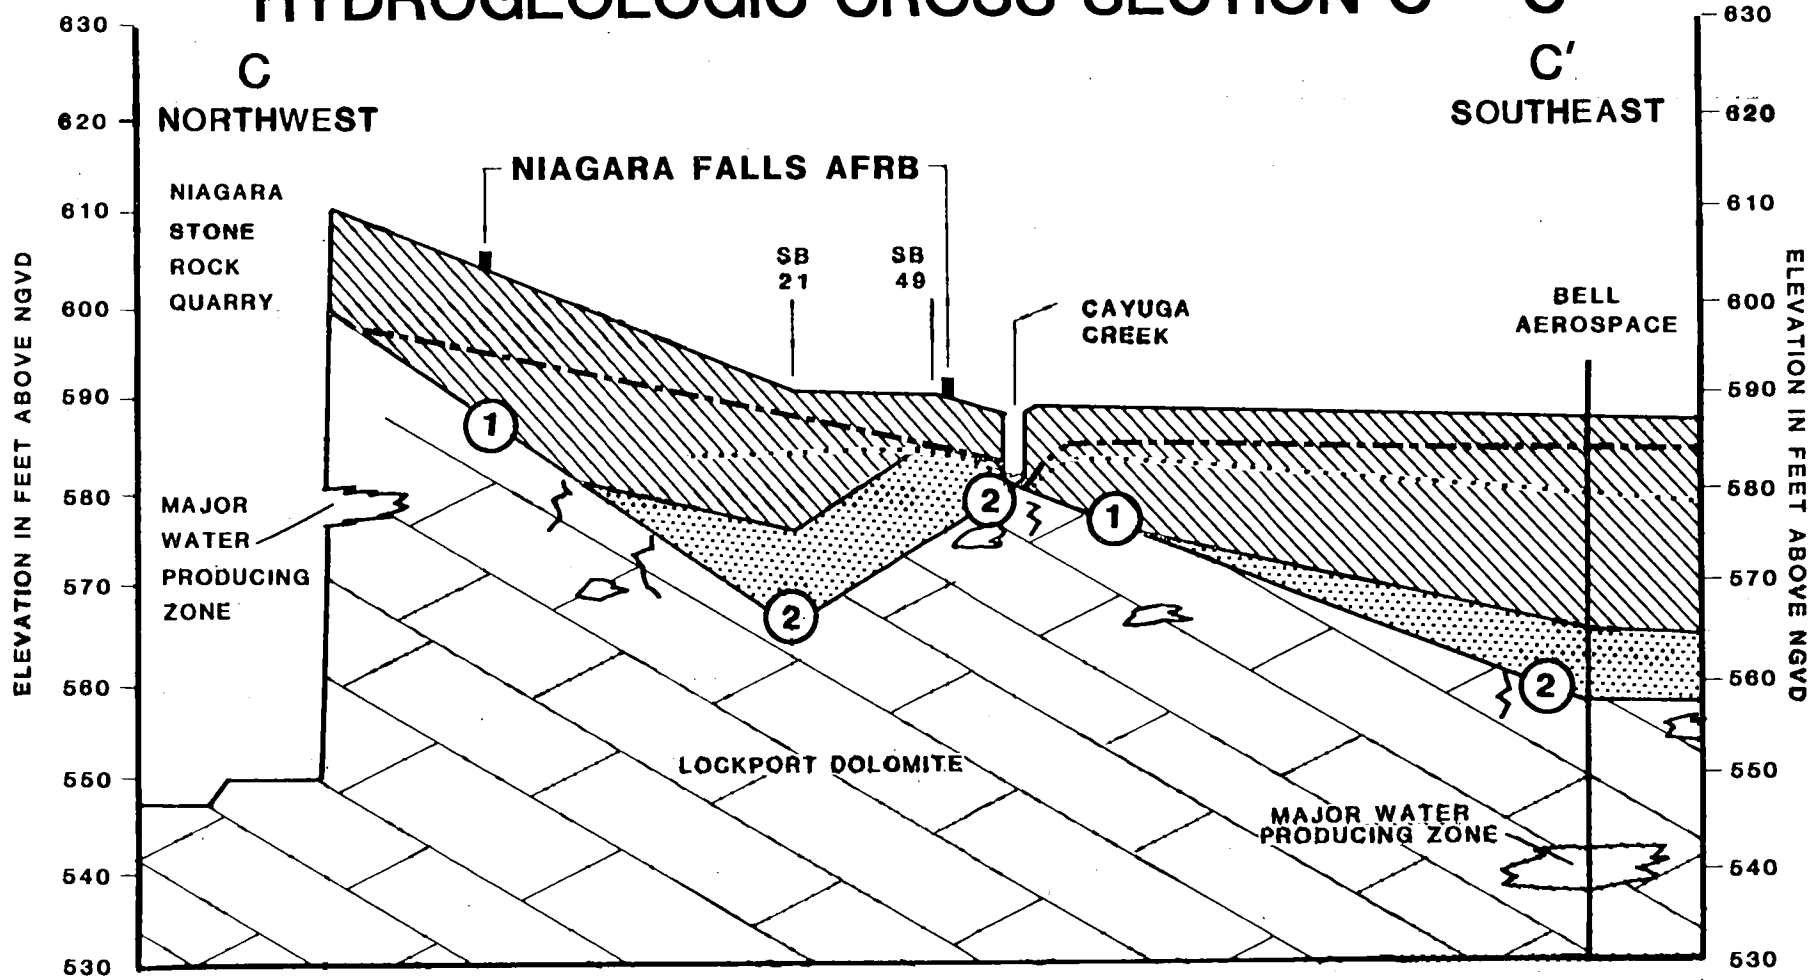 HYDROGEOLOGIC CROSS SECTION C C
C
NORTHWEST
C′
SOUTHEAST
NIAGARA FALLS AFRB
NIAGARA
STONE
ROCK
QUARRY
SB
21
SB
49
CAYUGA
CREEK
BELL
AEROSPACE
MAJOR
WATER
PRODUCING
ZONE
1
2
2
1
2
LOCKPORT DOLOMITE
MAJOR WATER
PRODUCING ZONE
ELEVATION IN FEET ABOVE NGVD
630
620
610
600
590
580
570
560
550
540
530
ELEVATION IN FEET ABOVE NGVD
630
620
610
600
590
580
570
560
550
540
530